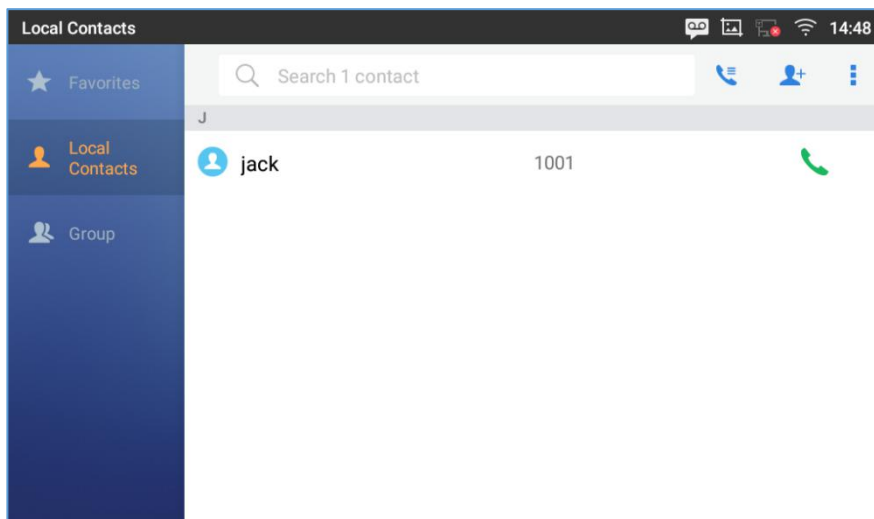 Local Contacts
14:48
Favorites
Search 1 contact
J
Local
Contacts
jack
1001
Group